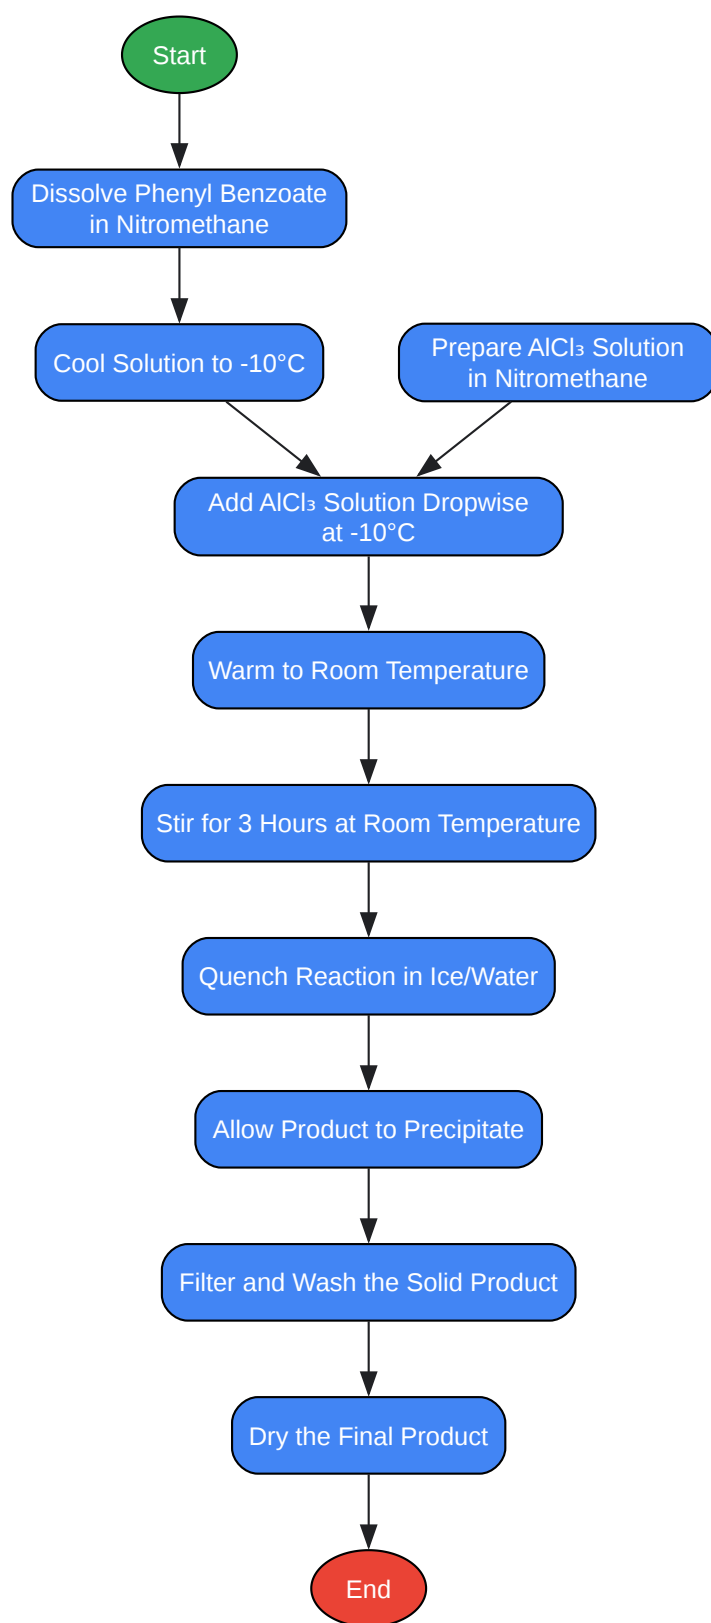 Start
Dissolve Phenyl Benzoate
in Nitromethane
Cool Solution to -10°C
Prepare AlCl₃ Solution
in Nitromethane
Add AlCl₃ Solution Dropwise
at -10°C
Warm to Room Temperature
Stir for 3 Hours at Room Temperature
Quench Reaction in Ice/Water
Allow Product to Precipitate
Filter and Wash the Solid Product
Dry the Final Product
End